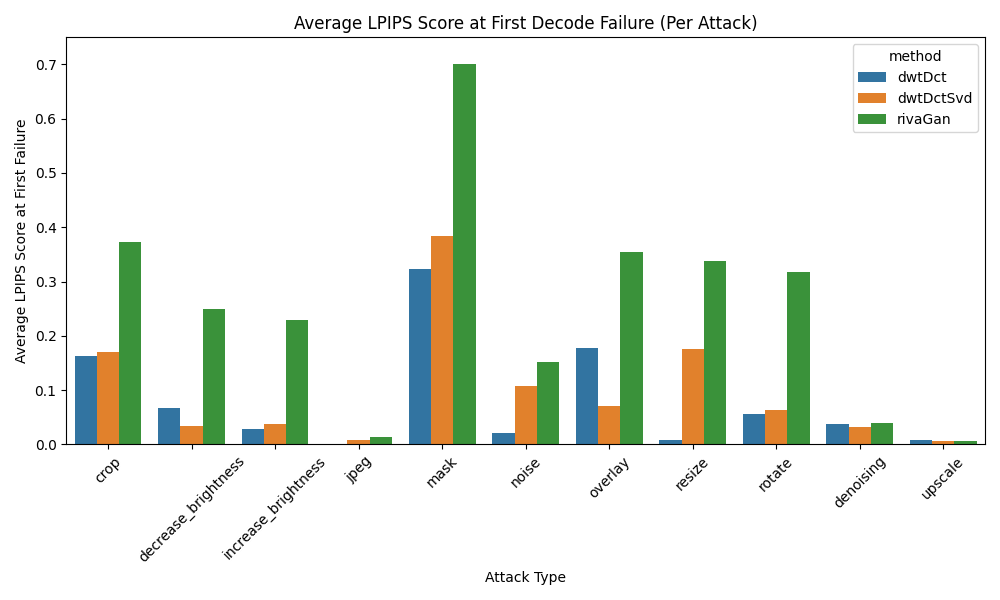 Average LPIPS Score at First Decode Failure (Per Attack)
Average LPIPS Score at First Failure
0.7
0.6
0.5
0.4
0.3
0.2
0.1
0.0
method
dwtDct
dwtDctSvd
rivaGan
crop
decrease_brightness
increase_brightness
jpeg
mask
noise
overlay
resize
rotate
denoising
upscale
Attack Type